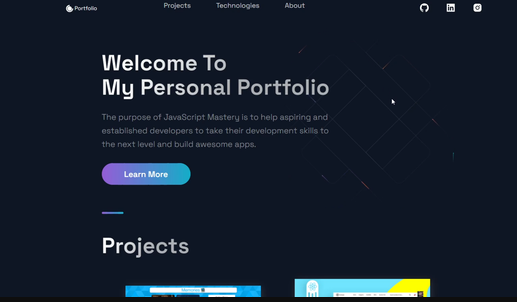 Portfolio
Projects
Technologies
About
Welcome To
My Personal Portfolio
The purpose of JavaScript Mastery is to help aspiring and
established developers to take their development skills to
the next level and build awesome apps.
Learn More
Projects
Memories